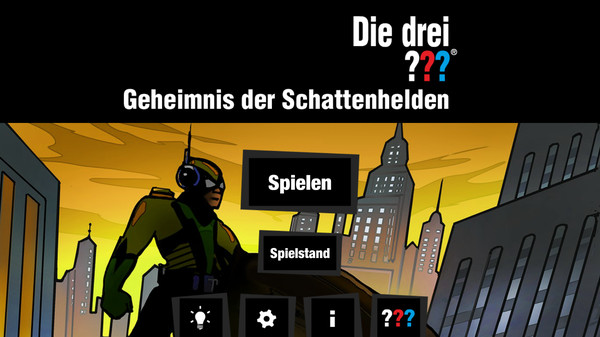 Die drei
???®
Geheimnis der Schattenhelden
Spielen
Spielstand
i
???